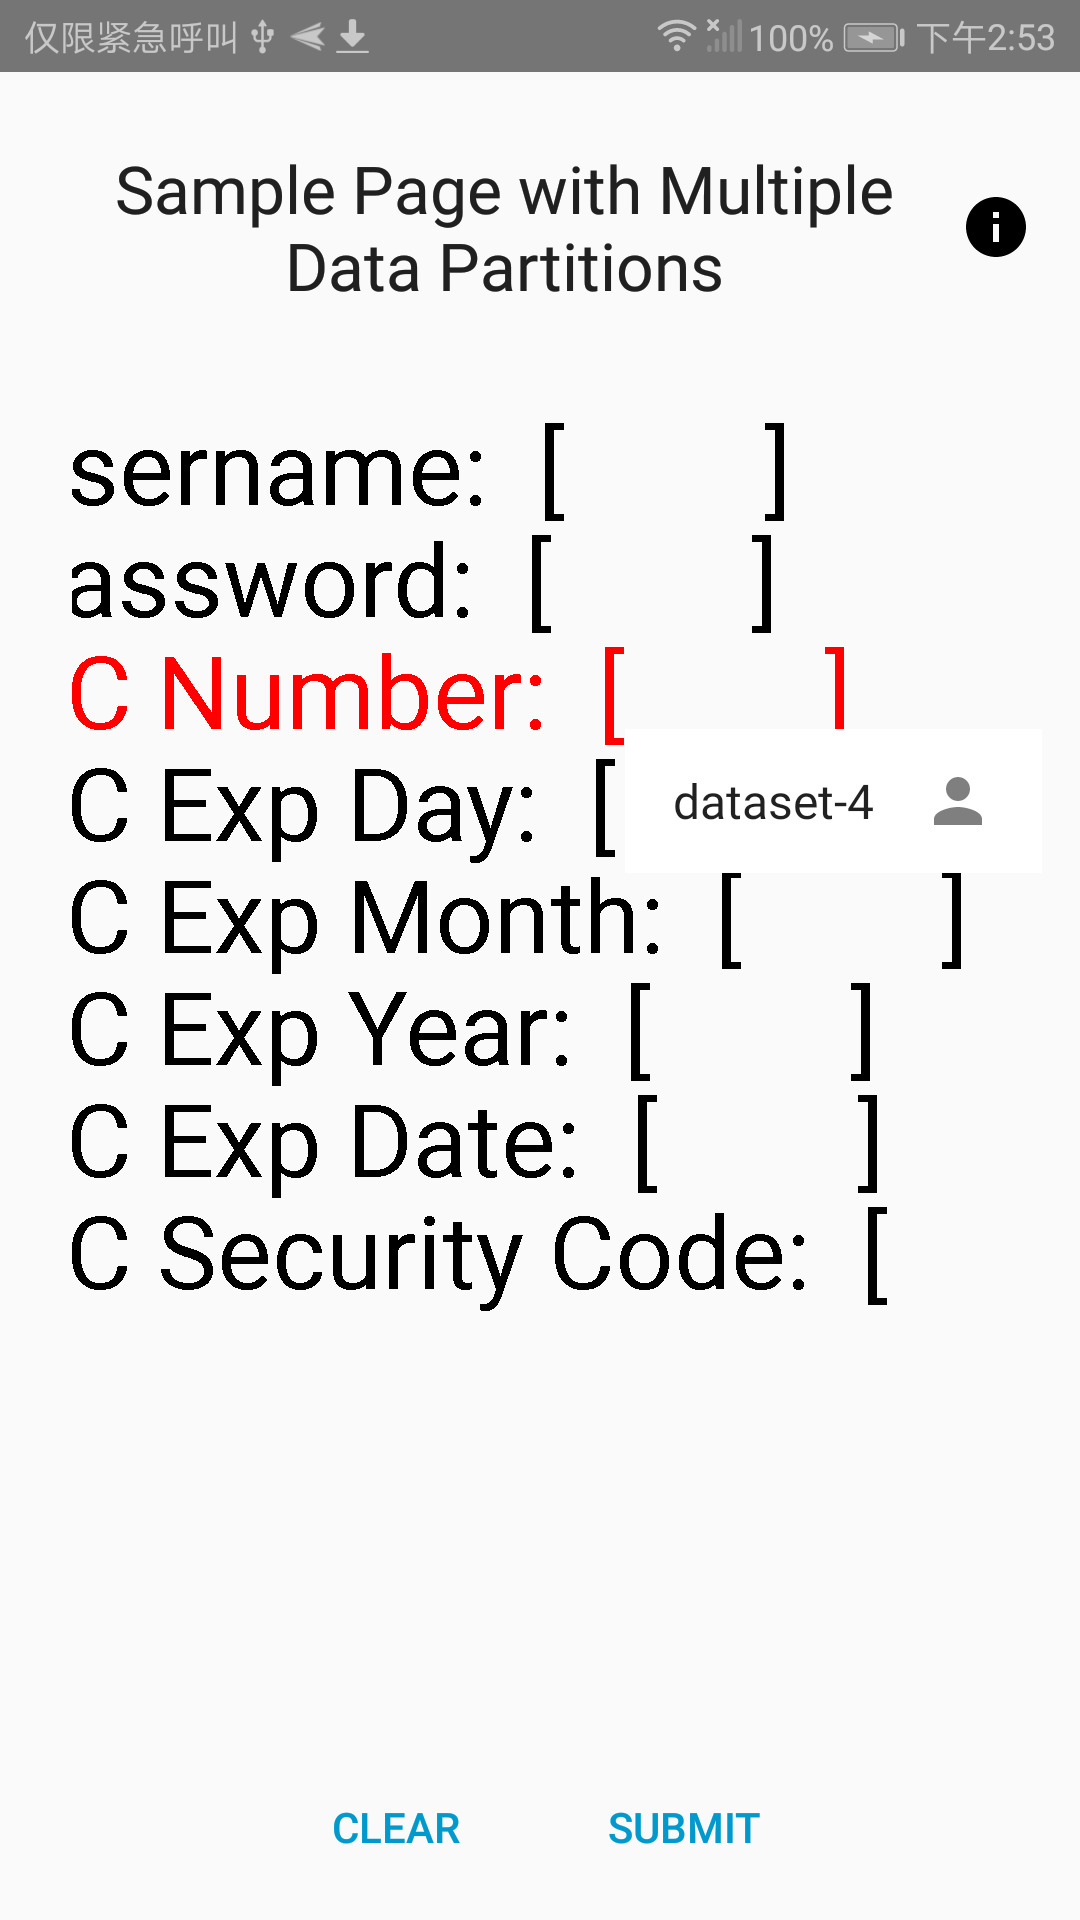 仅限紧急呼叫 100% 下午2:53
Sample Page with Multiple
Data Partitions
sername: [ ]
assword: [ ]
C Number: [ ]
C Exp Day: [
dataset-4
C Exp Month: [ ]
C Exp Year: [ ]
C Exp Date: [ ]
C Security Code: [
CLEAR SUBMIT